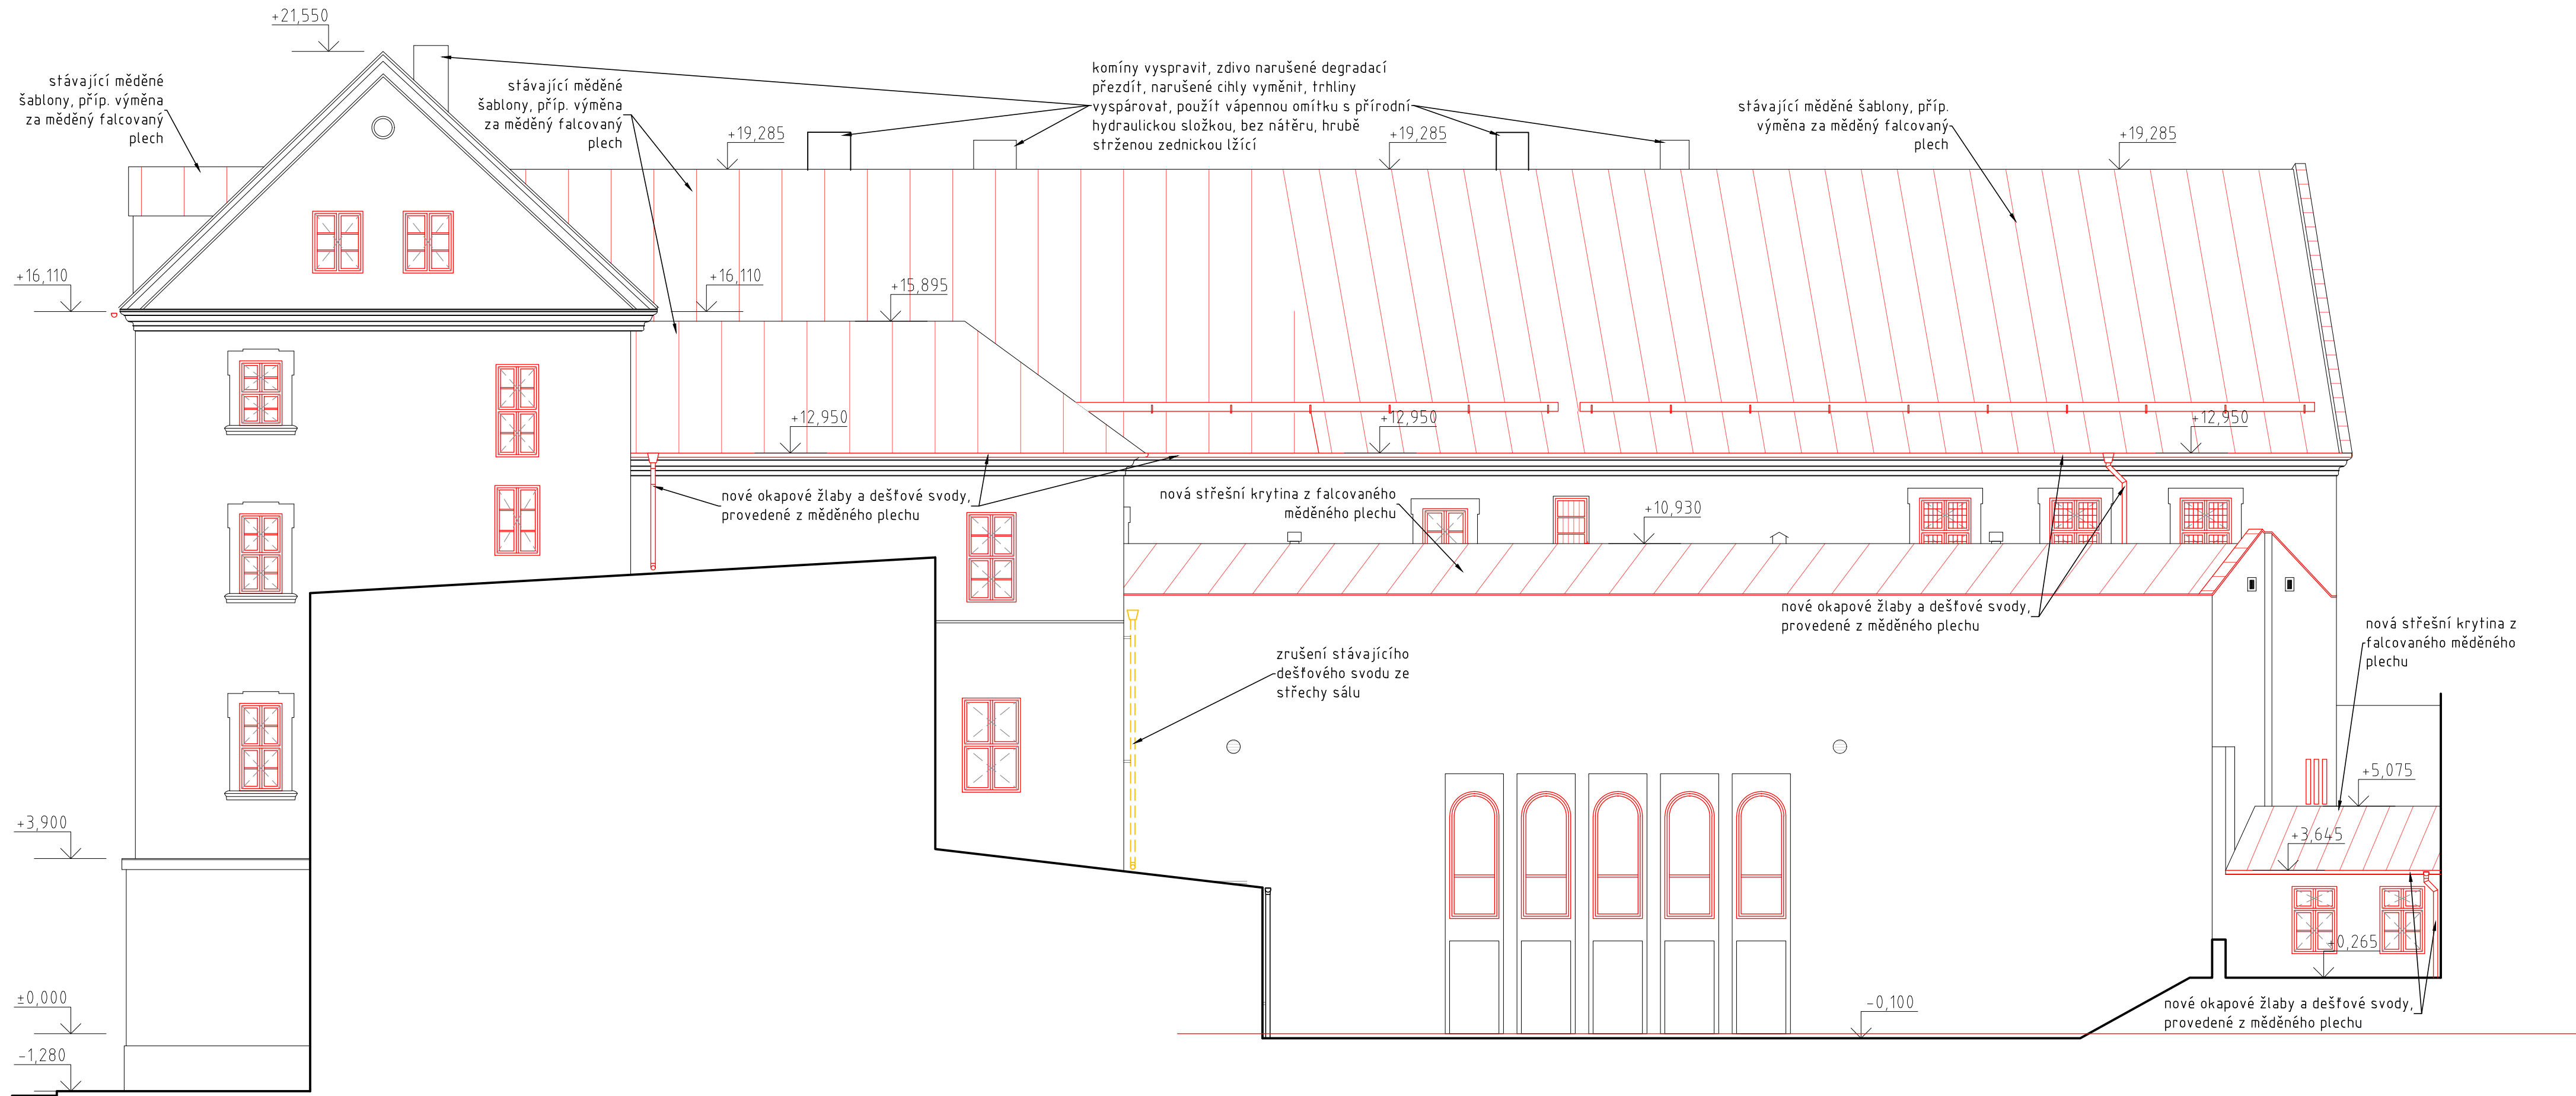 +21,550
stávající měděné
šablony, příp. výměna
za měděný falcovaný
plech
stávající měděné
šablony, příp. výměna
za měděný falcovaný
plech
komíny vyspravit, zdivo narušené degradací
přezdít, narušené cihly vyměnit, trhliny
vyspárovat, použít vápennou omítku s přírodní
hydraulickou složkou, bez nátěru, hrubě
strženou zednickou lžící
stávající měděné šablony, příp.
výměna za měděný falcovaný
plech
+19,285
+19,285
+19,285
+16,110
+16,110
+15,895
+12,950
+12,950
+12,950
nové okapové žlaby a dešťové svody,
provedené z měděného plechu
nová střešní krytina z falcovaného
měděného plechu
+10,930
nové okapové žlaby a dešťové svody,
provedené z měděného plechu
nová střešní krytina z
falcovaného měděného
plechu
zrušení stávajícího
dešťového svodu ze
střechy sálu
+5,075
+3,900
+3,645
+0,265
±0,000
-0,100
nové okapové žlaby a dešťové svody,
provedené z měděného plechu
-1,280